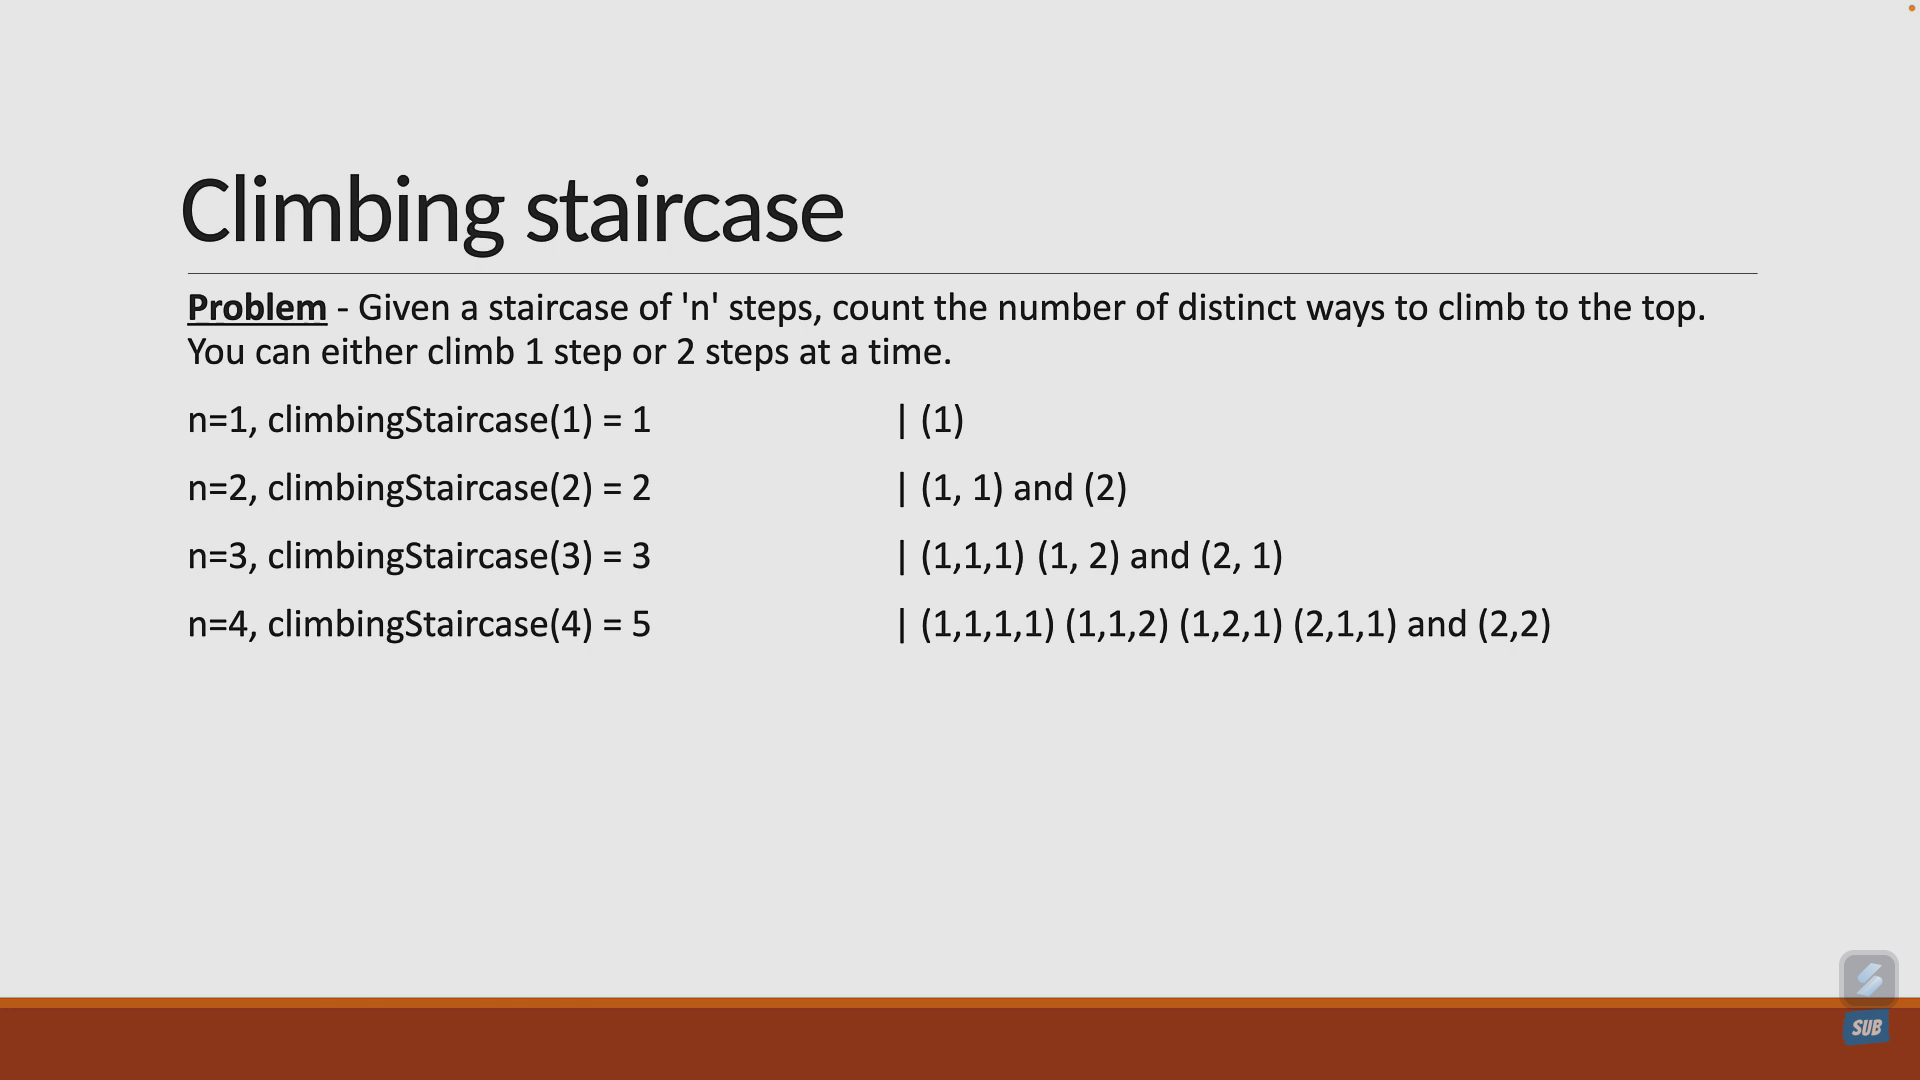 Climbing staircase
Problem - Given a staircase of 'n' steps, count the number of distinct ways to climb to the top.
You can either climb 1 step or 2 steps at a time.
n=1, climbingStaircase(1) = 1 | (1)
n=2, climbingStaircase(2) = 2 | (1, 1) and (2)
n=3, climbingStaircase(3) = 3 | (1,1,1) (1, 2) and (2, 1)
n=4, climbingStaircase(4) = 5 | (1,1,1,1) (1,1,2) (1,2,1) (2,1,1) and (2,2)
SUB